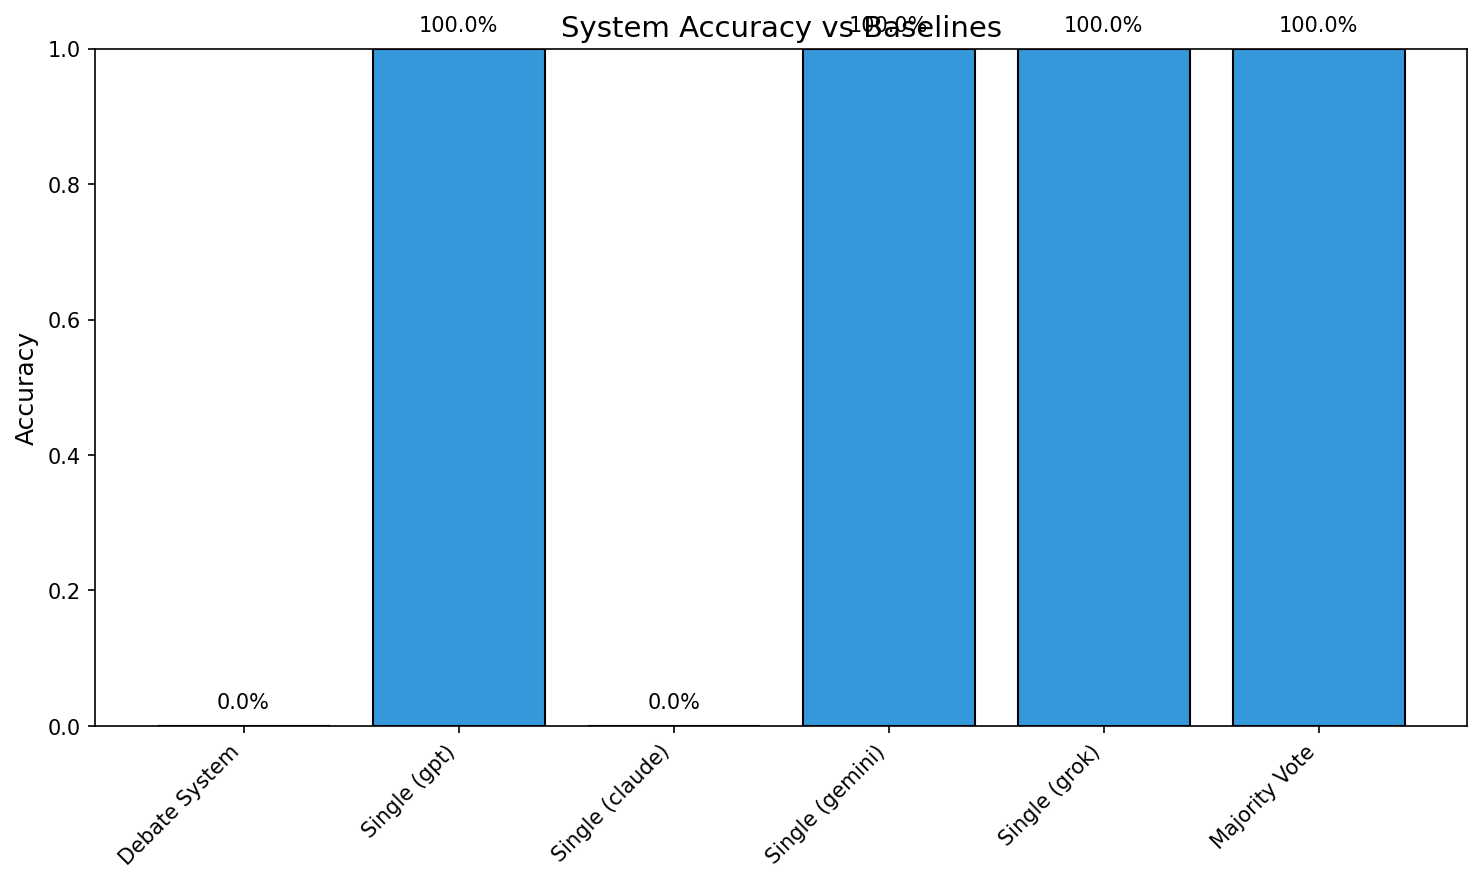 System Accuracy vs Baselines
100.0%
100.0%
100.0%
100.0%
1.0
0.8
0.6
0.4
0.2
0.0
Accuracy
0.0%
0.0%
Debate System
Single (gpt)
Single (claude)
Single (gemini)
Single (grok)
Majority Vote